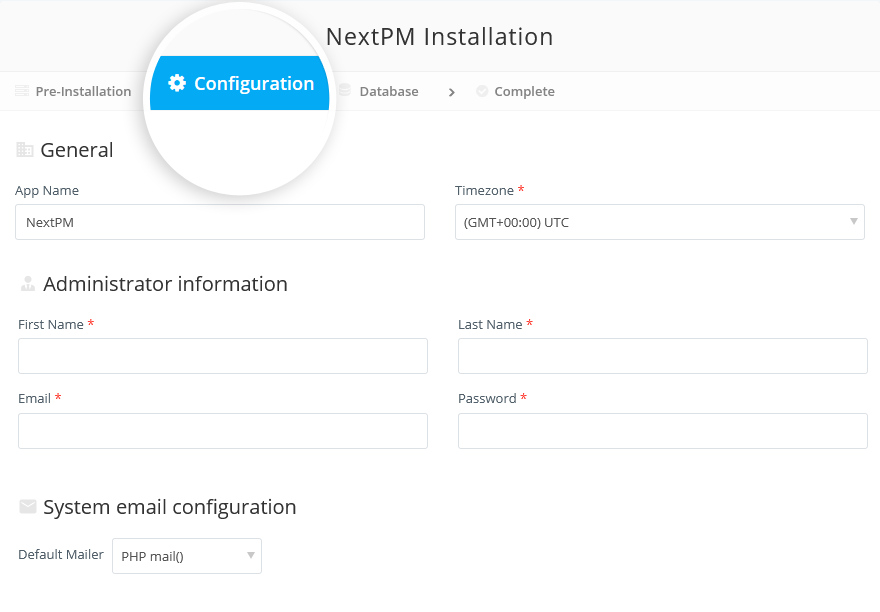 NextPM Installation
Pre-Installation Configuration Database Complete
General
App Name Timezone *
NextPM (GMT+00:00) UTC
Administrator information
First Name * Last Name *
Email * Password *
System email configuration
Default Mailer PHP mail()